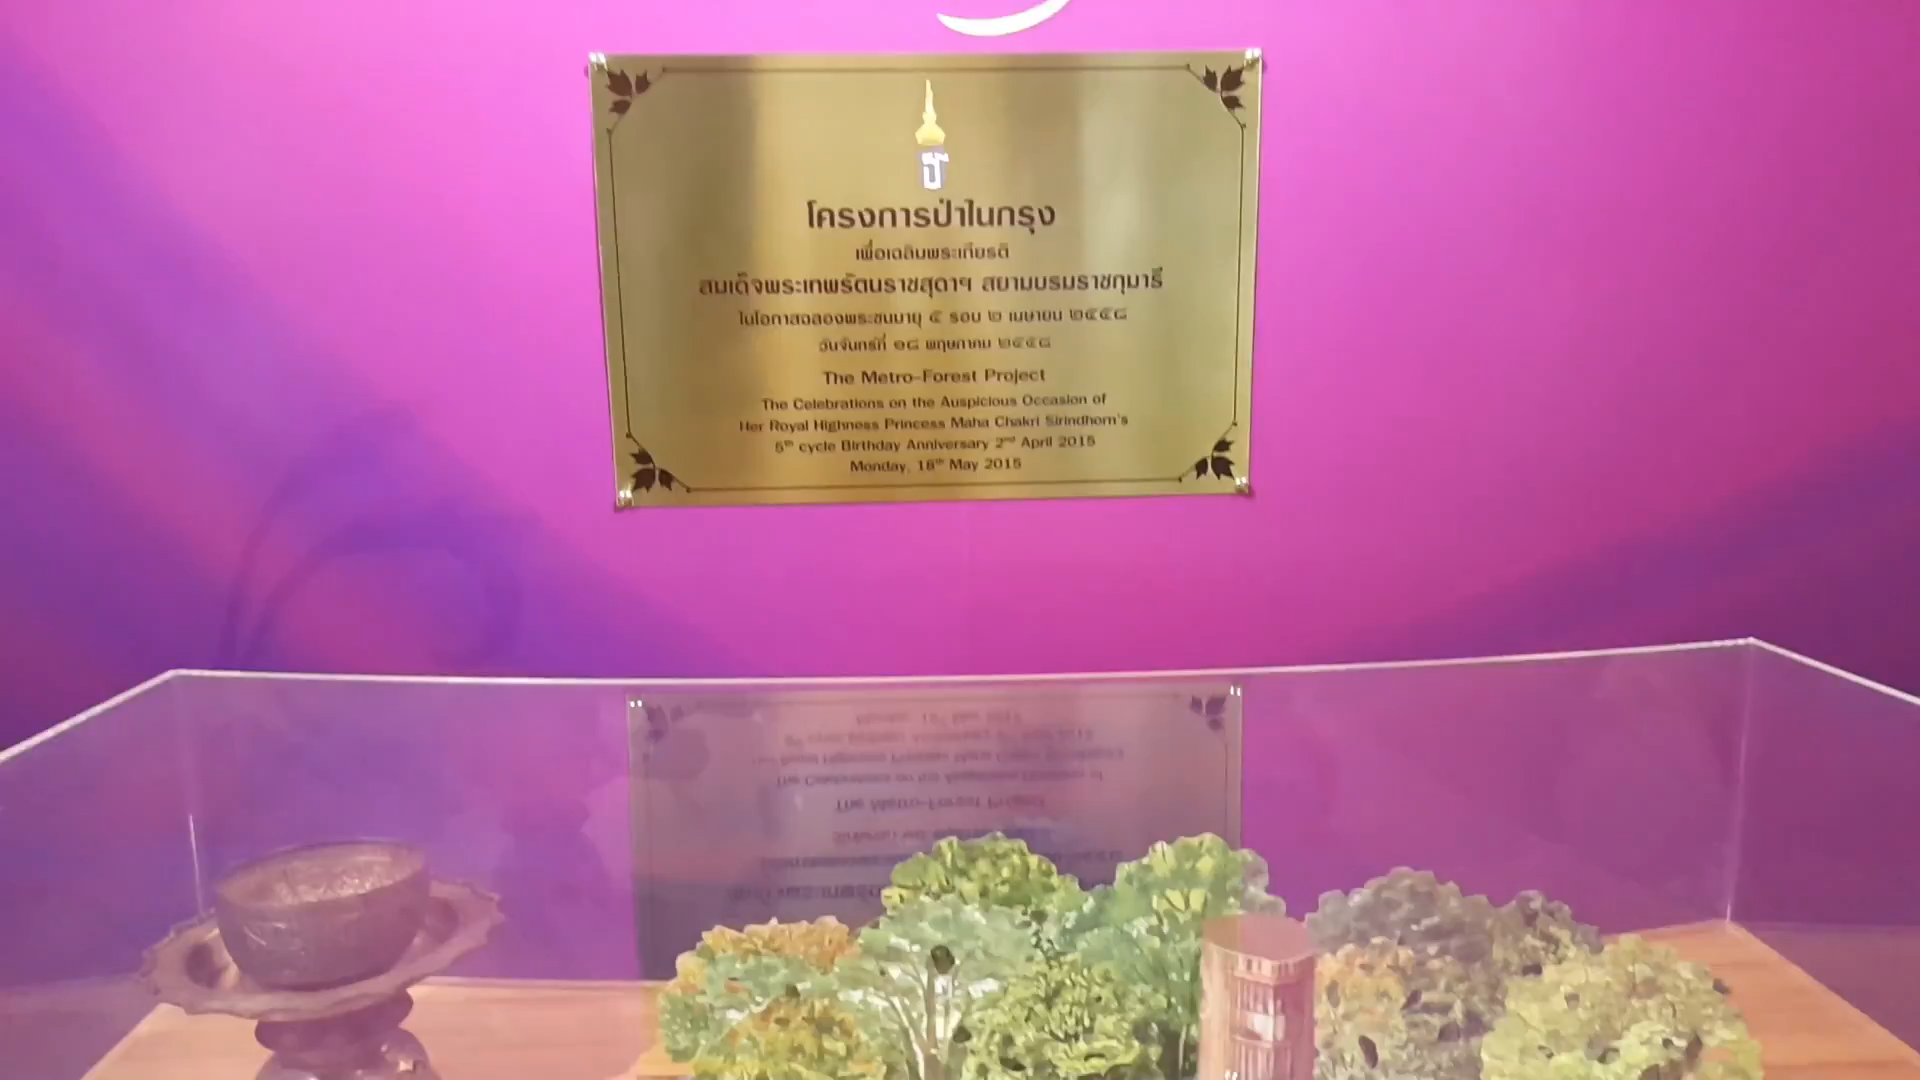 โครงการป่าในกรุง
เพื่อเฉลิมพระเกียรติ
สมเด็จพระเทพรัตนราชสุดาฯ สยามบรมราชกุมารี
ในโอกาสฉลองพระชนมายุ ๕ รอบ ๒ เมษายน ๒๕๕๘
วันจันทร์ที่ ๑๘ พฤษภาคม ๒๕๕๘
The Metro-Forest Project
The Celebrations on the Auspicious Occasion of
Her Royal Highness Princess Maha Chakri Sirindhorn's
5th cycle Birthday Anniversary 2nd April 2015
Monday, 18th May 2015